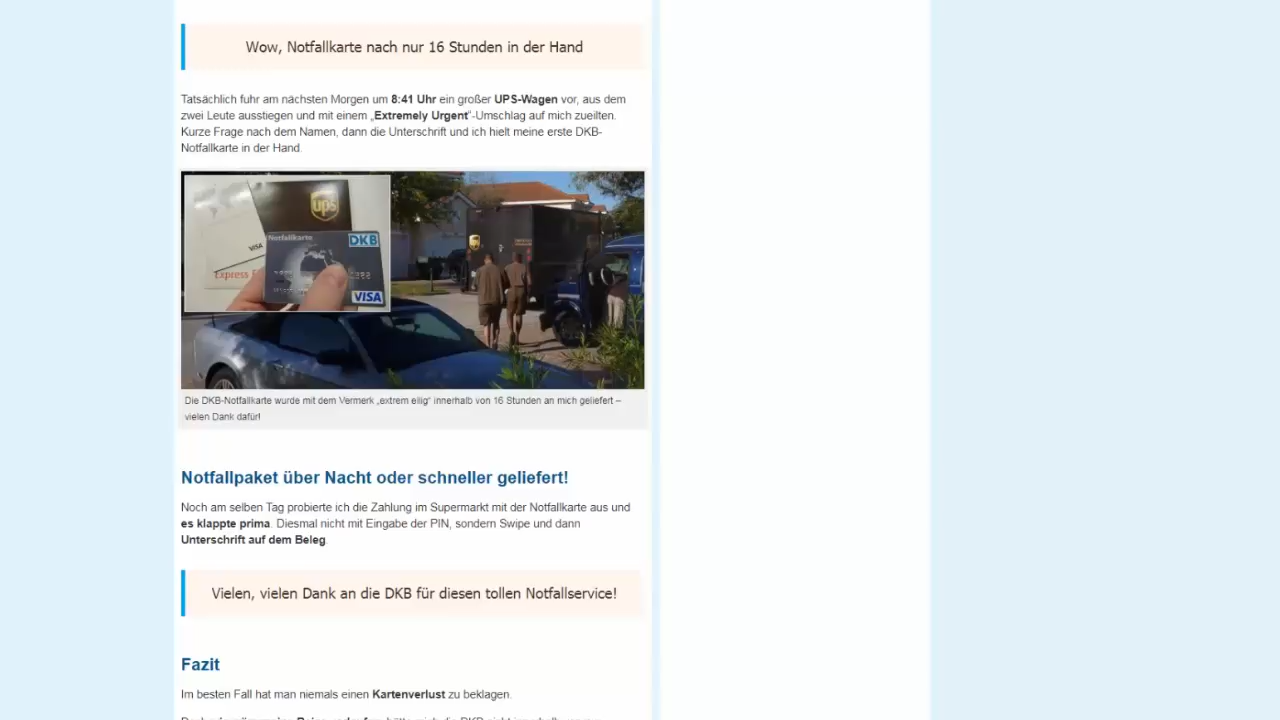 Wow, Notfallkarte nach nur 16 Stunden in der Hand
Tatsächlich fuhr am nächsten Morgen um 8:41 Uhr ein großer UPS-Wagen vor, aus dem
zwei Leute ausstiegen und mit einem „Extremely Urgent“-Umschlag auf mich zueilten.
Kurze Frage nach dem Namen, dann die Unterschrift und ich hielt meine erste DKB-
Notfallkarte in der Hand.
ups
VISA
Notfallkarte
DKB
Express
VISA
Die DKB-Notfallkarte wurde mit dem Vermerk „extrem eilig“ innerhalb von 16 Stunden an mich geliefert –
vielen Dank dafür!
Notfallpaket über Nacht oder schneller geliefert!
Noch am selben Tag probierte ich die Zahlung im Supermarkt mit der Notfallkarte aus und
es klappte prima. Diesmal nicht mit Eingabe der PIN, sondern Swipe und dann
Unterschrift auf dem Beleg.
Vielen, vielen Dank an die DKB für diesen tollen Notfallservice!
Fazit
Im besten Fall hat man niemals einen Kartenverlust zu beklagen.